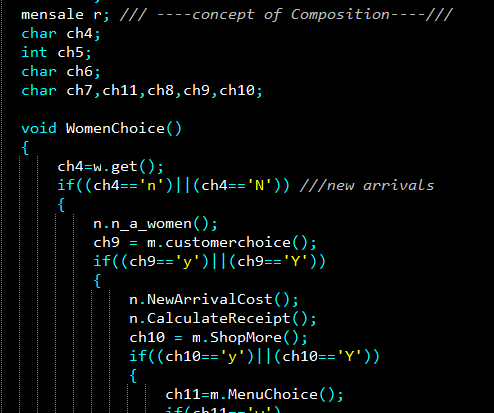 mensale r; /// ----concept of Composition----///
char ch4;
int ch5;
char ch6;
char ch7,ch11,ch8,ch9,ch10;
void WomenChoice()
{
ch4=w.get();
if((ch4=='n')||(ch4=='N')) ///new arrivals
{
n.n_a_women();
ch9 = m.customerchoice();
if((ch9=='y')||(ch9=='Y'))
{
n.NewArrivalCost();
n.CalculateReceipt();
ch10 = m.ShopMore();
if((ch10=='y')||(ch10=='Y'))
{
ch11=m.MenuChoice();